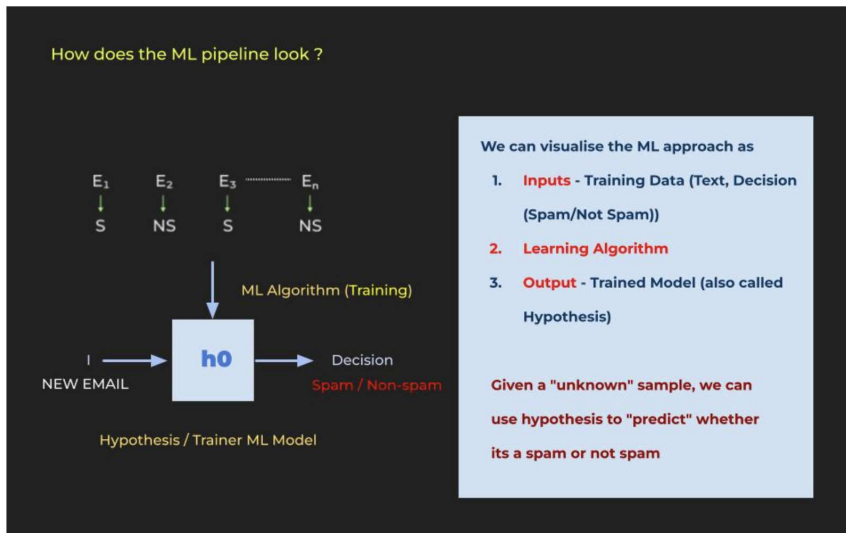 How does the ML pipeline look ?
E1 E2 E3 En
S NS S NS
ML Algorithm (Training)
I
h0
Decision
NEW EMAIL
Spam / Non-spam
Hypothesis / Trainer ML Model
We can visualise the ML approach as
1. Inputs - Training Data (Text, Decision
(Spam/Not Spam))
2. Learning Algorithm
3. Output - Trained Model (also called
Hypothesis)
Given a "unknown" sample, we can
use hypothesis to "predict" whether
its a spam or not spam